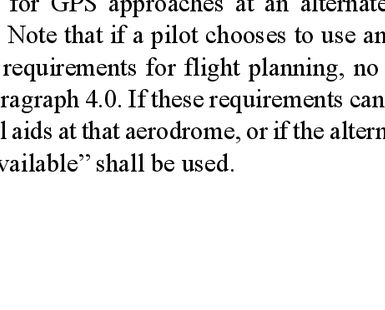 for GPS approaches at an alternate
Note that if a pilot chooses to use an
requirements for flight planning, no
ragraph 4.0. If these requirements can
l aids at that aerodrome, or if the altern
vailable” shall be used.